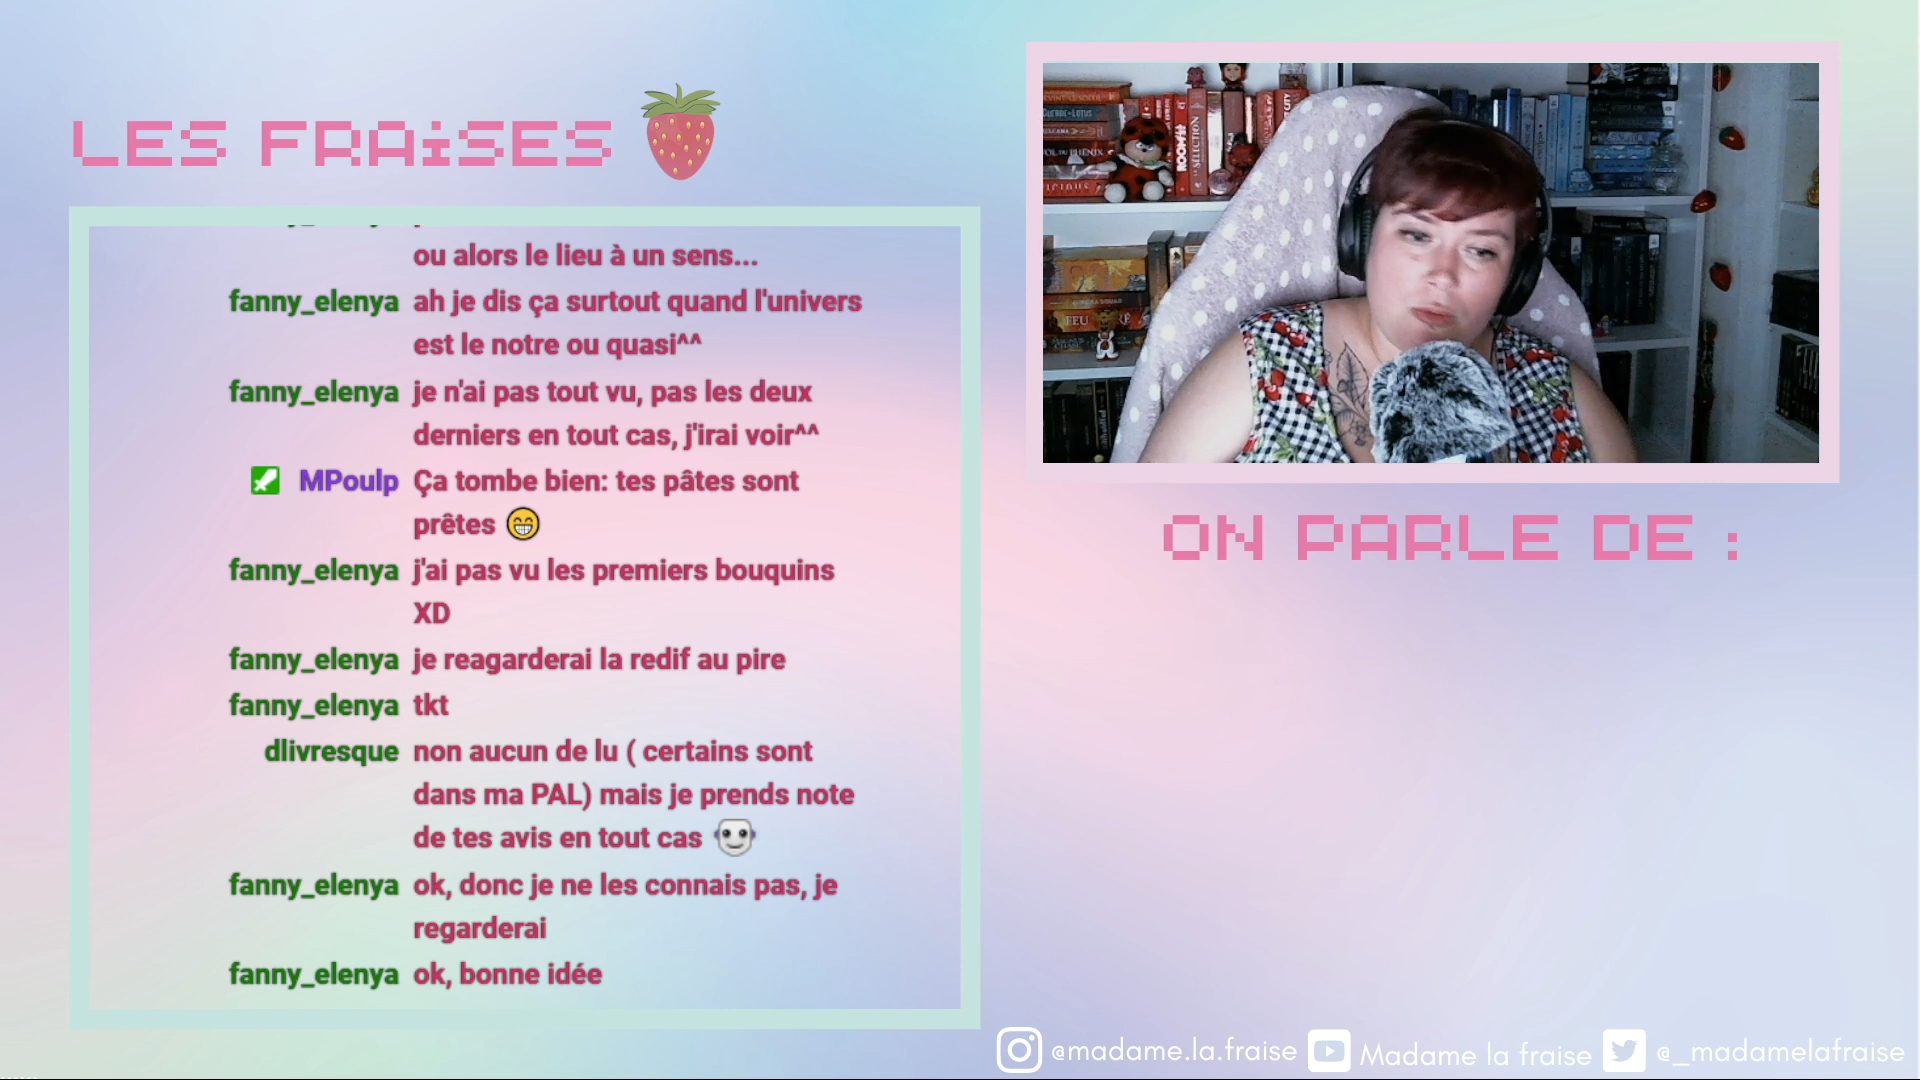 LES FRAiSES
ou alors le lieu à un sens...
fanny_elenya ah je dis ça surtout quand l'univers
est le notre ou quasi^^
fanny_elenya je n'ai pas tout vu, pas les deux
derniers en tout cas, j'irai voir^^
MPoulp Ça tombe bien: tes pâtes sont
prêtes
fanny_elenya j'ai pas vu les premiers bouquins
XD
fanny_elenya je reagarderai la redif au pire
fanny_elenya tkt
dlivresque non aucun de lu ( certains sont
dans ma PAL) mais je prends note
de tes avis en tout cas
fanny_elenya ok, donc je ne les connais pas, je
regarderai
fanny_elenya ok, bonne idée
ROOM
SÉLECTION
FEU
ON PARLE DE :
@madame.la.fraise Madame la fraise @_madamelafraise